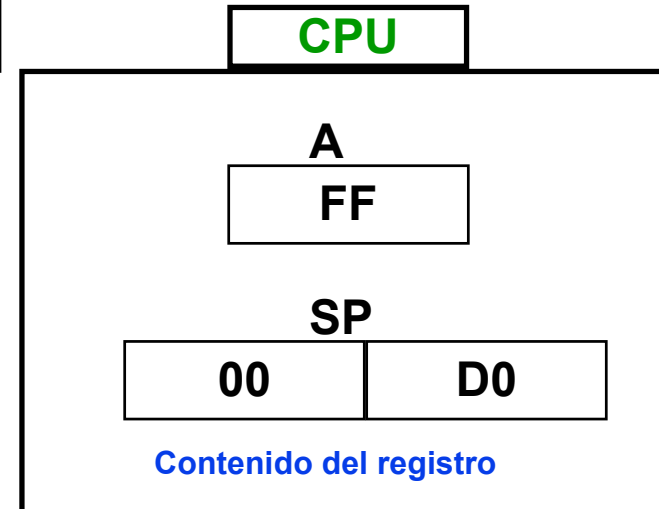 CPU
A
FF
SP
00 D0
Contenido del registro